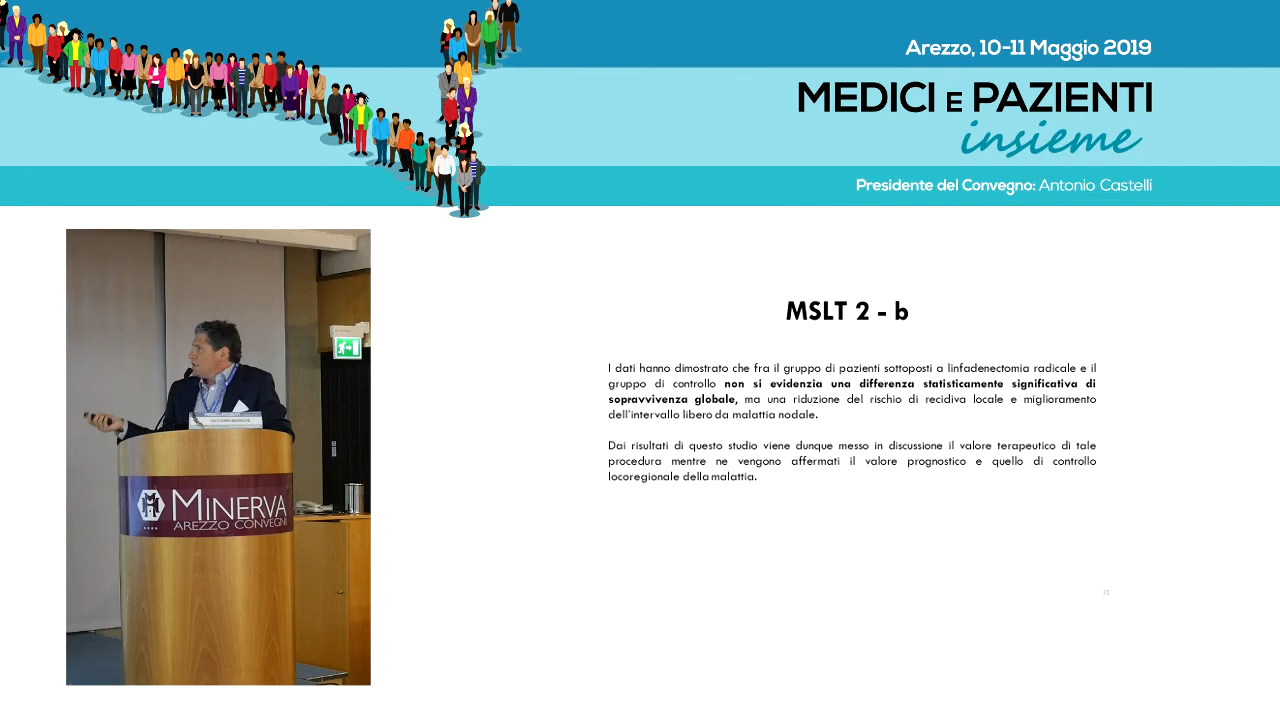 Arezzo, 10-11 Maggio 2019
MEDICI E PAZIENTI
insieme
Presidente del Convegno: Antonio Castelli
MSLT 2 - b
I dati hanno dimostrato che fra il gruppo di pazienti sottoposti a linfadenectomia radicale e il
gruppo di controllo non si evidenzia una differenza statisticamente significativa di
sopravvivenza globale, ma una riduzione del rischio di recidiva locale e miglioramento
dell'intervallo libero da malattia nodale.
Dai risultati di questo studio viene dunque messo in discussione il valore terapeutico di tale
procedura mentre ne vengono affermati il valore prognostico e quello di controllo
locoregionale della malattia.
MINERVA
AREZZO CONVEGNI